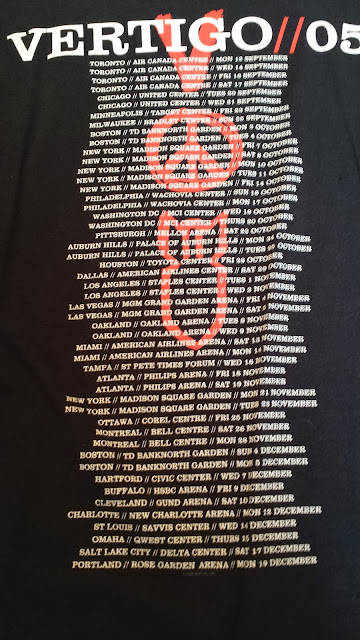 VERTIGO//05
TORONTO // AIR CANADA CENTRE // MON 12 SEPTEMBER
TORONTO // AIR CANADA CENTRE // WED 14 SEPTEMBER
TORONTO // AIR CANADA CENTRE // FRI 16 SEPTEMBER
TORONTO // AIR CANADA CENTRE // SAT 17 SEPTEMBER
CHICAGO // UNITED CENTER // TUES 20 SEPTEMBER
CHICAGO // UNITED CENTER // WED 21 SEPTEMBER
MINNEAPOLIS // TARGET CENTER // FRI 23 SEPTEMBER
MILWAUKEE // BRADLEY CENTER // SUN 25 SEPTEMBER
BOSTON // TD BANKNORTH GARDEN // MON 3 OCTOBER
BOSTON // TD BANKNORTH GARDEN // TUES 4 OCTOBER
NEW YORK // MADISON SQUARE GARDEN // FRI 7 OCTOBER
NEW YORK // MADISON SQUARE GARDEN // SAT 8 OCTOBER
NEW YORK // MADISON SQUARE GARDEN // MON 10 OCTOBER
NEW YORK // MADISON SQUARE GARDEN // TUES 11 OCTOBER
NEW YORK // MADISON SQUARE GARDEN // FRI 14 OCTOBER
PHILADELPHIA // WACHOVIA CENTER // SUN 16 OCTOBER
PHILADELPHIA // WACHOVIA CENTER // MON 17 OCTOBER
WASHINGTON DC // MCI CENTER // WED 19 OCTOBER
WASHINGTON DC // MCI CENTER // THURS 20 OCTOBER
PITTSBURGH // MELLON ARENA // SAT 22 OCTOBER
AUBURN HILLS // PALACE OF AUBURN HILLS // MON 24 OCTOBER
AUBURN HILLS // PALACE OF AUBURN HILLS // TUES 25 OCTOBER
HOUSTON // TOYOTA CENTER // FRI 28 OCTOBER
DALLAS // AMERICAN AIRLINES CENTER // SAT 29 OCTOBER
LOS ANGELES // STAPLES CENTER // TUES 1 NOVEMBER
LOS ANGELES // STAPLES CENTER // WED 2 NOVEMBER
LAS VEGAS // MGM GRAND GARDEN ARENA // FRI 4 NOVEMBER
LAS VEGAS // MGM GRAND GARDEN ARENA // SAT 5 NOVEMBER
OAKLAND // OAKLAND ARENA // TUES 8 NOVEMBER
OAKLAND // OAKLAND ARENA // WED 9 NOVEMBER
MIAMI // AMERICAN AIRLINES ARENA // SAT 13 NOVEMBER
MIAMI // AMERICAN AIRLINES ARENA // MON 14 NOVEMBER
TAMPA // ST PETE TIMES FORUM // WED 16 NOVEMBER
ATLANTA // PHILIPS ARENA // FRI 18 NOVEMBER
ATLANTA // PHILIPS ARENA // SAT 19 NOVEMBER
NEW YORK // MADISON SQUARE GARDEN // MON 21 NOVEMBER
NEW YORK // MADISON SQUARE GARDEN // TUES 22 NOVEMBER
OTTAWA // COREL CENTRE // FRI 25 NOVEMBER
MONTREAL // BELL CENTRE // SAT 26 NOVEMBER
MONTREAL // BELL CENTRE // MON 28 NOVEMBER
BOSTON // TD BANKNORTH GARDEN // SUN 4 DECEMBER
BOSTON // TD BANKNORTH GARDEN // MON 5 DECEMBER
HARTFORD // CIVIC CENTER // WED 7 DECEMBER
BUFFALO // HSBC ARENA // FRI 9 DECEMBER
CLEVELAND // GUND ARENA // SAT 10 DECEMBER
CHARLOTTE // NEW CHARLOTTE ARENA // MON 12 DECEMBER
ST LOUIS // SAVVIS CENTER // WED 14 DECEMBER
OMAHA // QWEST CENTER // THURS 15 DECEMBER
SALT LAKE CITY // DELTA CENTER // SAT 17 DECEMBER
PORTLAND // ROSE GARDEN ARENA // MON 19 DECEMBER